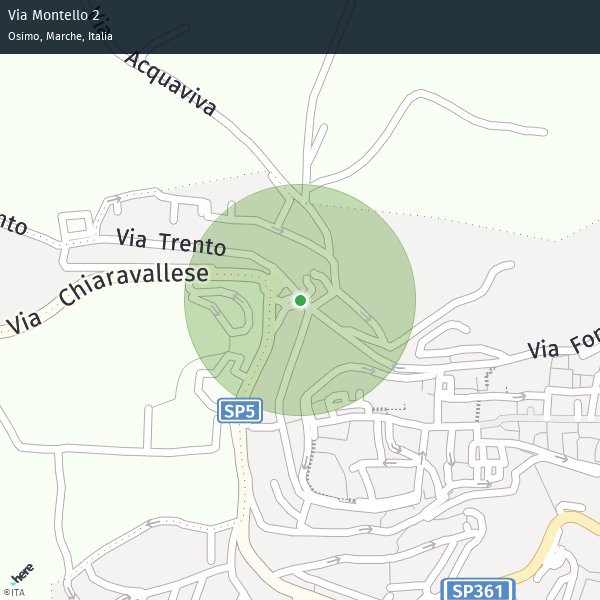 Via Montello 2
Osimo, Marche, Italia
Via Acquaviva
nto
Via Trento
Via Chiaravallese
Via For
SP5
SP361
here
©ITA